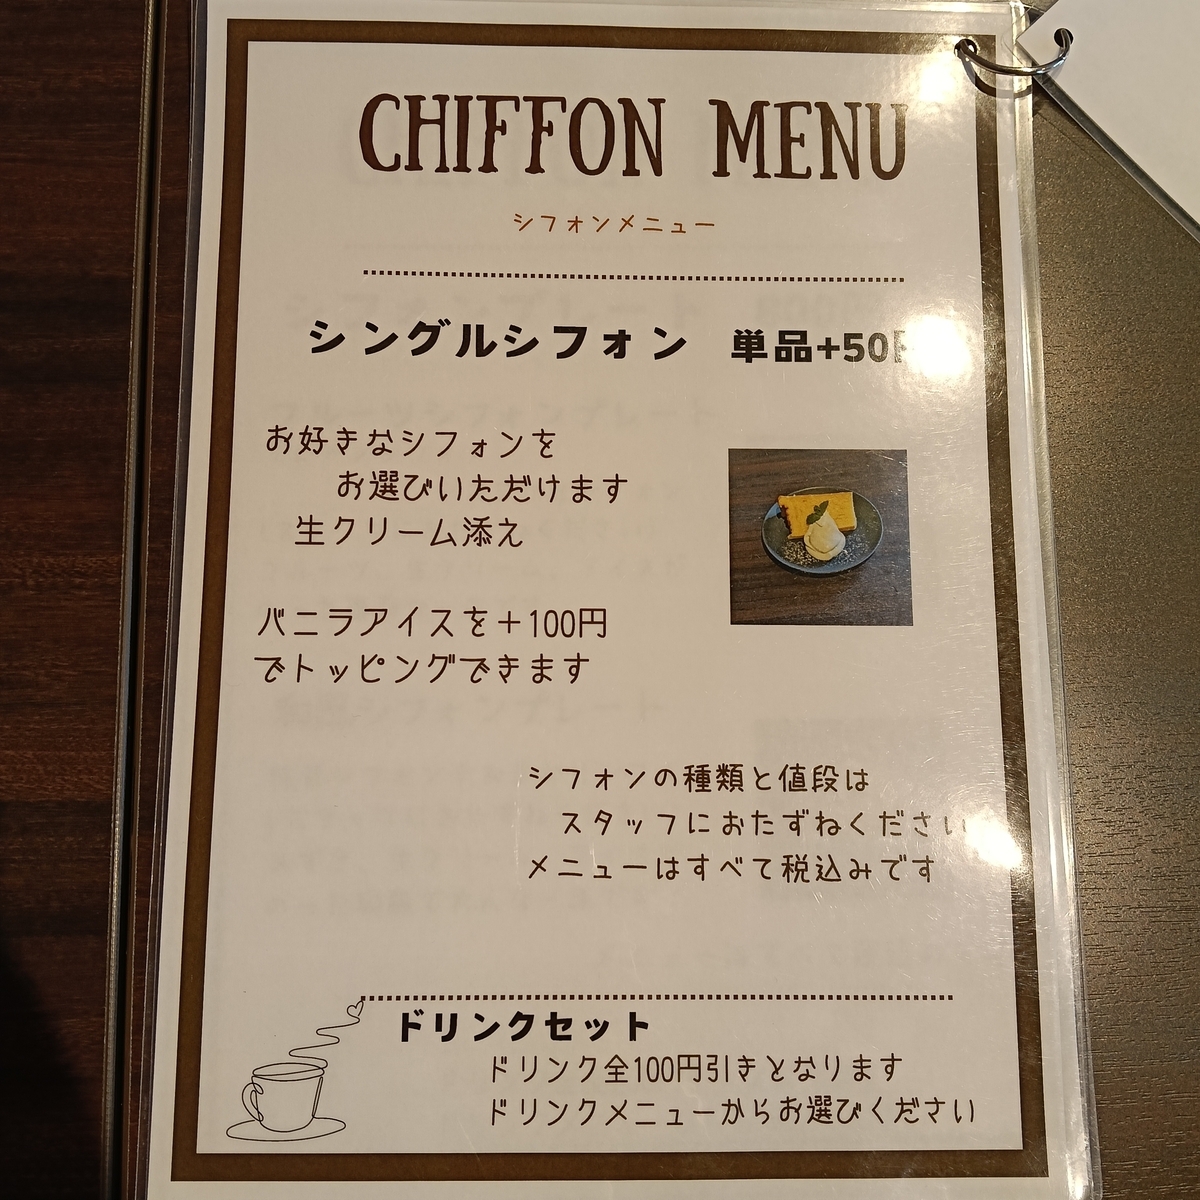 CHIFFON MENU
シフォンメニュー
シングルシフォン 単品+50
お好きなシフォンを
お選びいただけます
生クリーム添え
バニラアイスを＋100円
でトッピングできます
シフォンの種類と値段は
スタッフにおたずねください
メニューはすべて税込みです
ドリンクセット
ドリンク全100円引きとなります
ドリンクメニューからお選びください